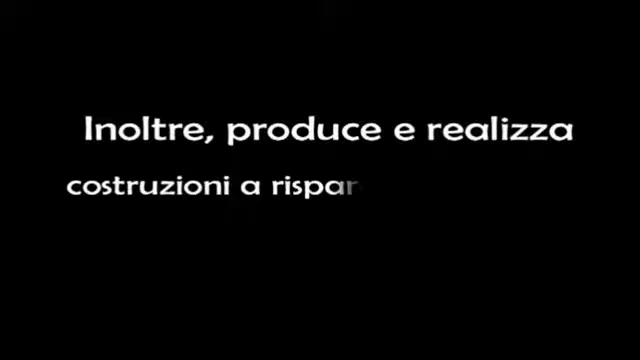 Inoltre, produce e realizza
costruzioni a rispar